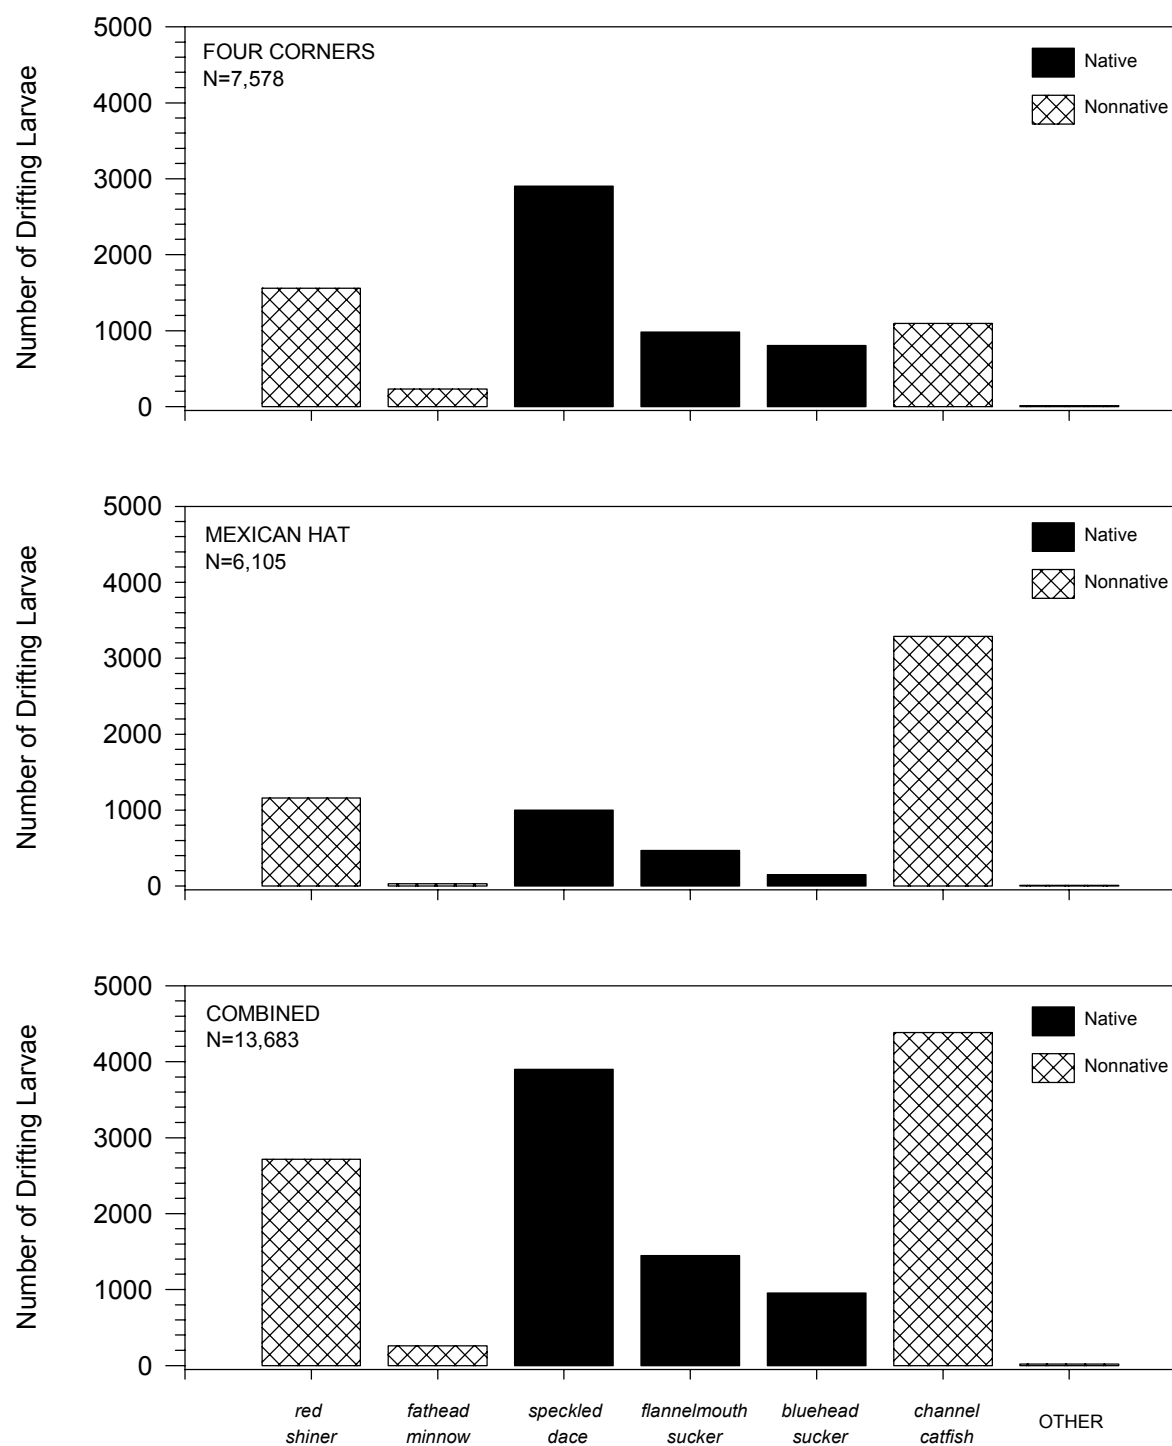 Number of Drifting Larvae
5000
4000
3000
2000
1000
0
FOUR CORNERS
N=7,578
Native
Nonnative
Number of Drifting Larvae
5000
4000
3000
2000
1000
0
MEXICAN HAT
N=6,105
Native
Nonnative
Number of Drifting Larvae
5000
4000
3000
2000
1000
0
COMBINED
N=13,683
Native
Nonnative
red
shiner
fathead
minnow
speckled
dace
flannelmouth
sucker
bluehead
sucker
channel
catfish
OTHER